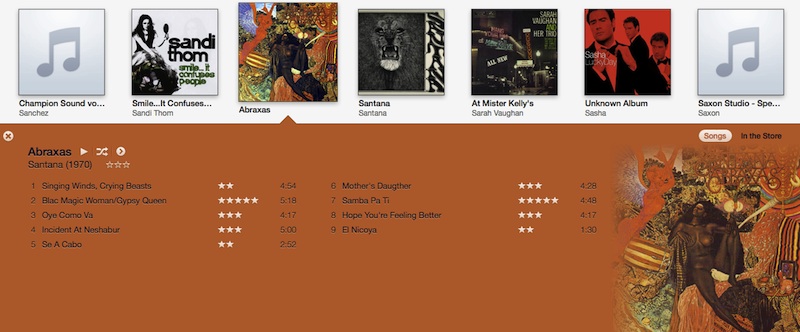 sandi
thom
smile... it
confuses
people
SANTANA
SARAH
VAUGHAN
AND
HER TRIO
ALL NEW
Sasha
LuckyDay
Champion Sound vo...
Sanchez
Smile...It Confuses...
Sandi Thom
Abraxas
Santana
Santana
At Mister Kelly's
Sarah Vaughan
Unknown Album
Sasha
Saxon Studio - Spe...
Saxon
Songs
In the Store
Abraxas
Santana (1970)
1 Singing Winds, Crying Beasts 4:54
2 Blac Magic Woman/Gypsy Queen 5:18
3 Oye Como Va 4:17
4 Incident At Neshabur 5:00
5 Se A Cabo 2:52
6 Mother's Daugther 4:28
7 Samba Pa Ti 4:48
8 Hope You're Feeling Better 4:17
9 El Nicoya 1:30